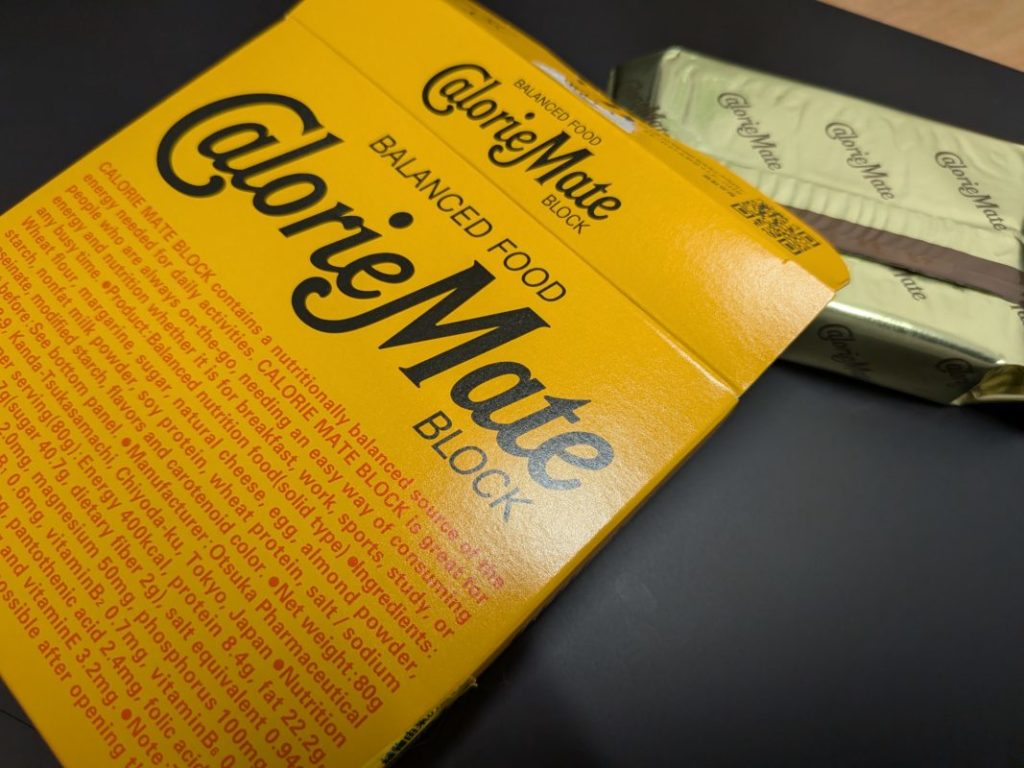 BALANCED FOOD
CalorieMate
BLOCK
BALANCED FOOD
CalorieMate
BLOCK
CALORIE MATE BLOCK contains a nutritionally balanced source of the
energy needed for daily activities. CALORIE MATE BLOCK is great for
people who are always on-the-go, needing an easy way of consuming
energy and nutrition whether it is for breakfast, work, sports, study, or
any busy time. ●Product: Balanced nutrition food(solid type) ●Ingredients:
Wheat flour, margarine, sugar, natural cheese, egg, almond powder,
starch, nonfat milk powder, soy protein, wheat protein, salt / sodium
caseinate, modified starch, flavors and carotenoid color. ●Net weight:80g
before:See bottom panel. ●Manufacturer: Otsuka Pharmaceutical
Kanda-Tsukasamachi, Chiyoda-ku, Tokyo, Japan ●Nutrition
serving(80g): Energy 400kcal, protein 8.4g, fat 22.2g,
(sugar 40.7g, dietary fiber 2g), salt equivalent 0.94g
2.0mg, magnesium 50mg, phosphorus 100mg
0.6mg, vitaminB₂ 0.7mg, vitaminB₆
pantothenic acid 2.4mg, folic acid
and vitaminE 3.2mg. ●Note:
possible after opening
CalorieMate
CalorieMate
CalorieMate